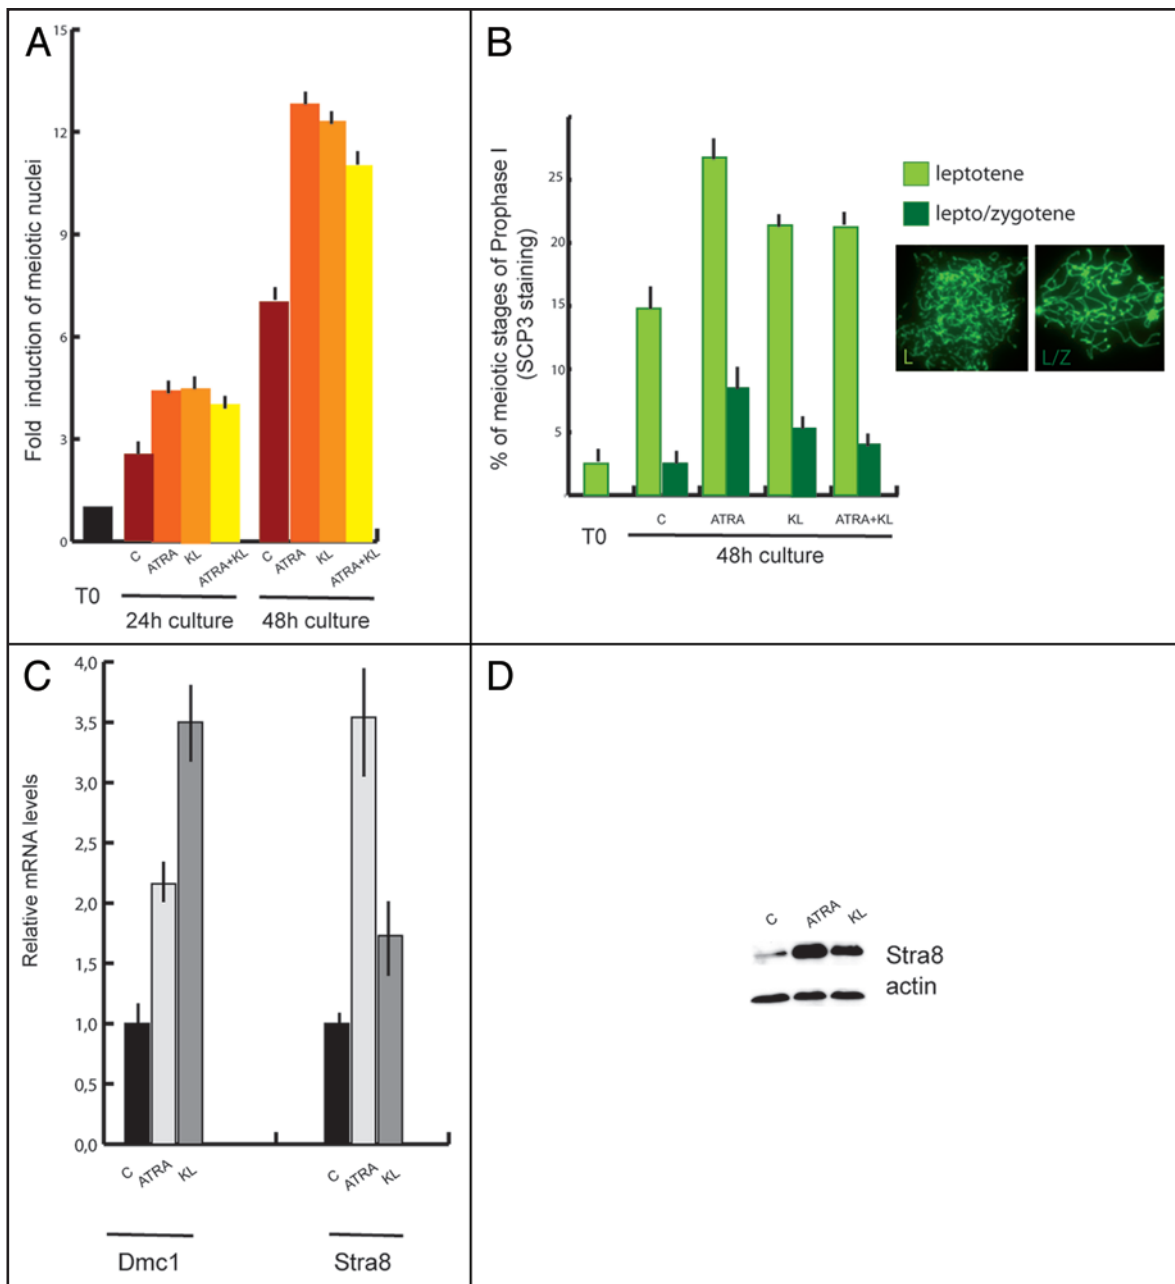 A
Fold induction of meiotic nuclei
15
12
9
6
3
0
C ATRA KL ATRA+KL C ATRA KL ATRA+KL
T0
24h culture 48h culture
B
% of meiotic stages of Prophase I
(SCP3 staining)
25
20
15
10
5
leptotene
lepto/zygotene
L L/Z
C ATRA KL ATRA+KL
T0
48h culture
C
Relative mRNA levels
4,0
3,5
3,0
2,5
2,0
1,5
1,0
0,5
0,0
C ATRA KL C ATRA KL
Dmc1 Stra8
D
C ATRA KL
Stra8
actin